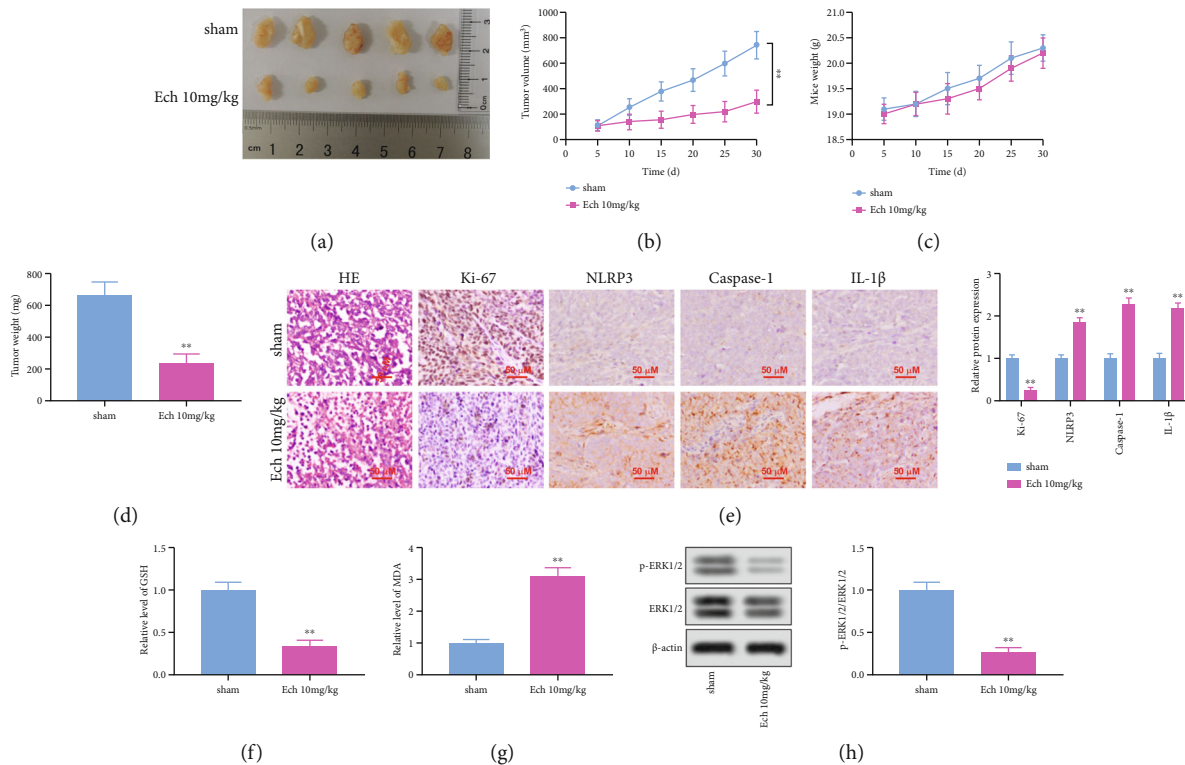 sham
Ech 10mg/kg
3
2
1
0cm
0.5mm
cm 1 2 3 4 5 6 7 8
(a)
Tumor volume (mm³)
1000
800
600
400
200
0
0 5 10 15 20 25 30
Time (d)
**
sham
Ech 10mg/kg
(b)
Mice weight (g)
20.5
20.0
19.5
19.0
18.5
0 5 10 15 20 25 30
Time (d)
sham
Ech 10mg/kg
(c)
Tumor weight (mg)
800
600
400
200
0
**
sham Ech 10mg/kg
(d)
HE Ki-67 NLRP3 Caspase-1 IL-1β
sham
50 μM 50 μM 50 μM 50 μM
Ech 10mg/kg
50 μM 50 μM 50 μM 50 μM 50 μM
Relative protein expression
3
2
1
0
** ** ** **
Ki-67 NLRP3 Caspase-1 IL-1β
sham
Ech 10mg/kg
(e)
Relative level of GSH
1.5
1.0
0.5
0.0
**
sham Ech 10mg/kg
(f)
Relative level of MDA
4
3
2
1
0
**
sham Ech 10mg/kg
(g)
p-ERK1/2
ERK1/2
β-actin
sham Ech 10mg/kg
p-ERK1/2/ERK1/2
1.5
1.0
0.5
0.0
**
sham Ech 10mg/kg
(h)